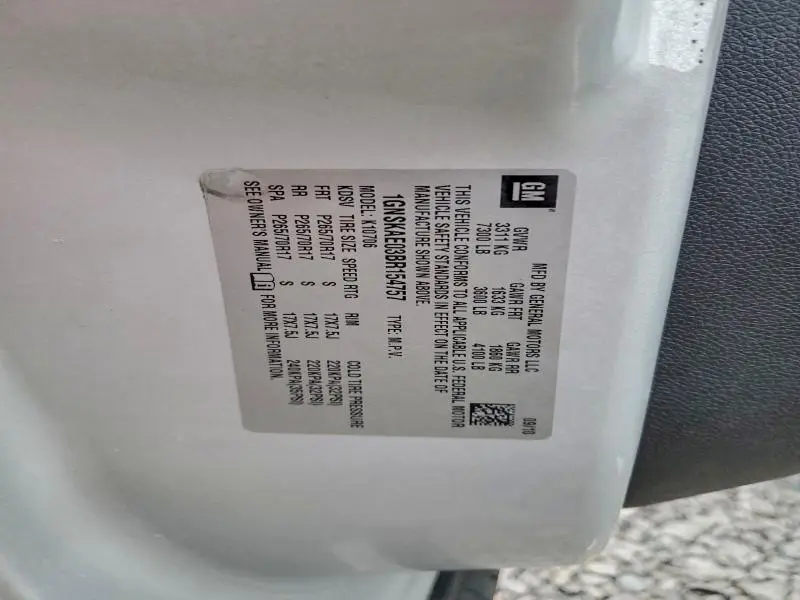 GM
MFD BY GENERAL MOTORS LLC 09/10
GVWR GAWR FRT GAWR RR
3311 KG 1633 KG 1860 KG
7300 LB 3600 LB 4100 LB
THIS VEHICLE CONFORMS TO ALL APPLICABLE U.S. FEDERAL MOTOR
VEHICLE SAFETY STANDARDS IN EFFECT ON THE DATE OF
MANUFACTURE SHOWN ABOVE.
1GNSKAE03BR154757 TYPE: M.P.V.
MODEL: K10706
KDSV TIRE SIZE SPEED RTG RIM COLD TIRE PRESSURE
FRT P265/70R17 S 17X7.5J 220KPA(32PSI)
RR P265/70R17 S 17X7.5J 220KPA(32PSI)
SPA P265/70R17 S 17X7.5J 240KPA(35PSI)
SEE OWNER'S MANUAL FOR MORE INFORMATION.